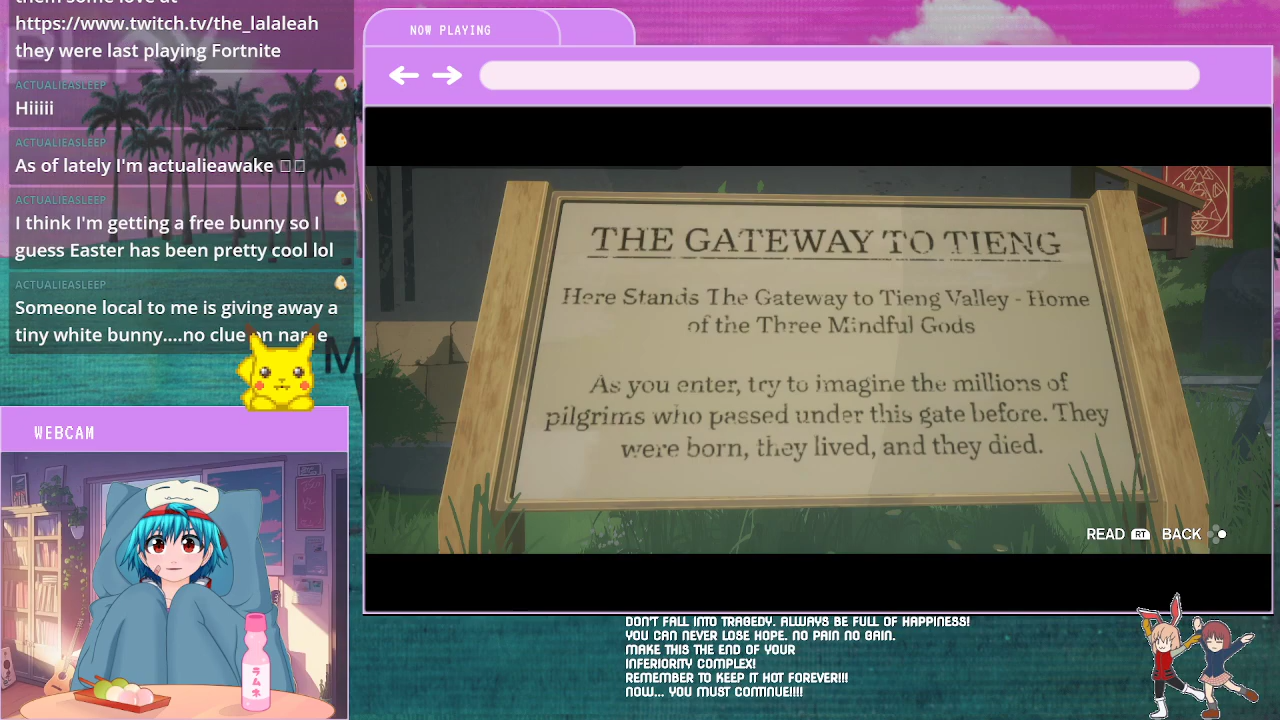 them some love at
https://www.twitch.tv/the_lalaleah
they were last playing Fortnite
ACTUALIEASLEEP
Hiiiii
ACTUALIEASLEEP
As of lately I'm actualieawake
ACTUALIEASLEEP
I think I'm getting a free bunny so I
guess Easter has been pretty cool lol
ACTUALIEASLEEP
Someone local to me is giving away a
tiny white bunny....no clue on name
WEBCAM
ラムネ
NOW PLAYING
THE GATEWAY TO TIENG
Here Stands The Gateway to Tieng Valley - Home
of the Three Mindful Gods
As you enter, try to imagine the millions of
pilgrims who passed under this gate before. They
were born, they lived, and they died.
READ RT BACK
DON'T FALL INTO TRAGEDY. ALWAYS BE FULL OF HAPPINESS!
YOU CAN NEVER LOSE HOPE. NO PAIN NO GAIN.
MAKE THIS THE END OF YOUR
INFERIORITY COMPLEX!
REMEMBER TO KEEP IT HOT FOREVER!!!
NOW... YOU MUST CONTINUE!!!!